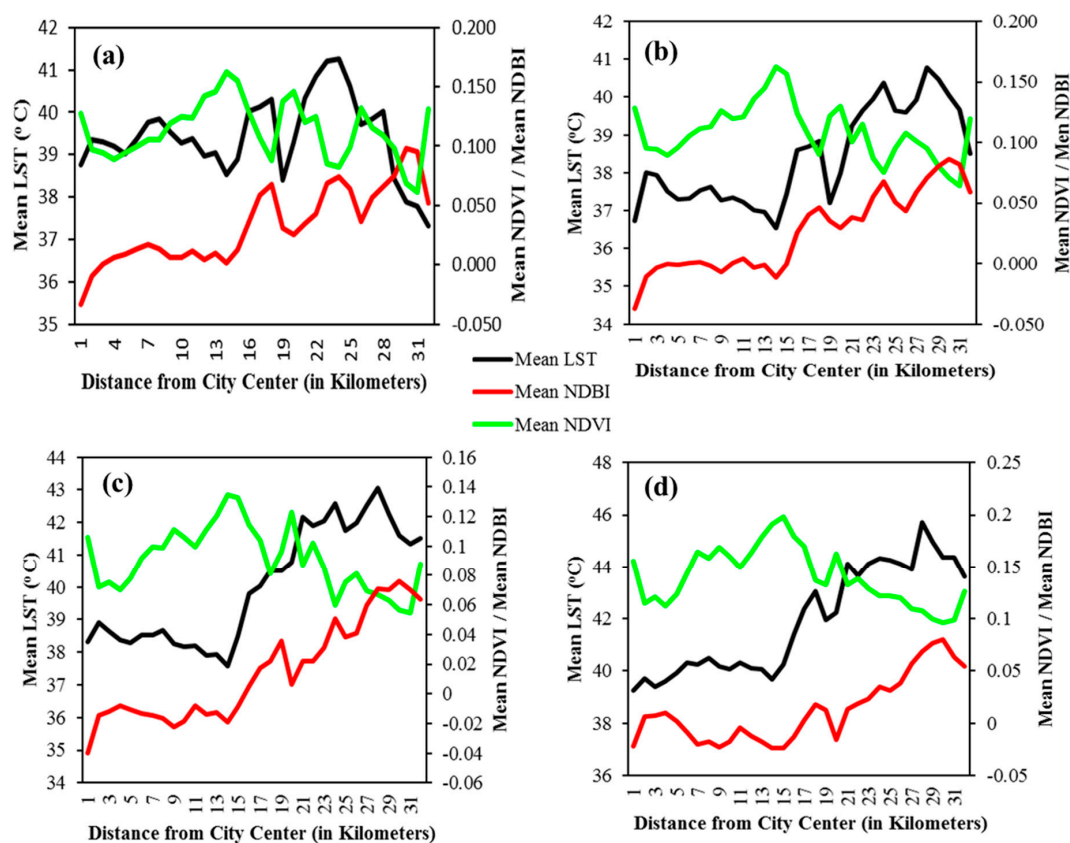 (a)
Mean LST (ºC)
42
41
40
39
38
37
36
35
0.200
0.150
0.100
0.050
0.000
-0.050
Mean NDVI / Mean NDBI
1 4 7 10 13 16 19 22 25 28 31
Distance from City Center (in Kilometers)
(b)
Mean LST (ºC)
42
41
40
39
38
37
36
35
34
0.200
0.150
0.100
0.050
0.000
-0.050
Mean NDVI / Men NDBI
1 3 5 7 9 11 13 15 17 19 21 23 25 27 29 31
Distance from City Center (in Kilometers)
Mean LST
Mean NDBI
Mean NDVI
(c)
Mean LST (ºC)
44
43
42
41
40
39
38
37
36
35
34
0.16
0.14
0.12
0.1
0.08
0.06
0.04
0.02
0
-0.02
-0.04
-0.06
Mean NDVI / Mean NDBI
1 3 5 7 9 11 13 15 17 19 21 23 25 27 29 31
Distance from City Center (in Kilometers)
(d)
Mean LST (ºC)
48
46
44
42
40
38
36
0.25
0.2
0.15
0.1
0.05
0
-0.05
Mean NDVI / Mean NDBI
1 3 5 7 9 11 13 15 17 19 21 23 25 27 29 31
Distance from City Center (in Kilometers)